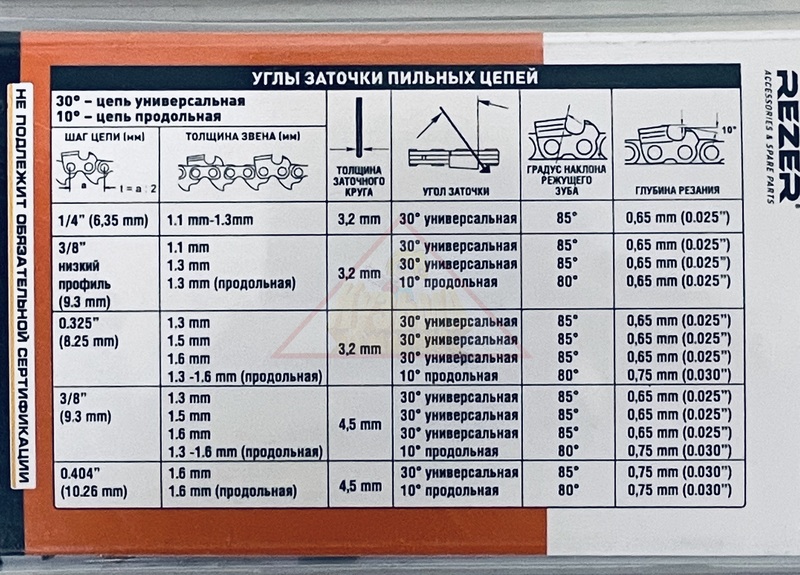 УГЛЫ ЗАТОЧКИ ПИЛЬНЫХ ЦЕПЕЙ
30° – цепь универсальная
10° – цепь продольная
ШАГ ЦЕПИ (мм)
a
t = a : 2
ТОЛЩИНА ЗВЕНА (мм)
ТОЛЩИНА
ЗАТОЧНОГО
КРУГА
УГОЛ ЗАТОЧКИ
ГРАДУС НАКЛОНА
РЕЖУЩЕГО
ЗУБА
10°
ГЛУБИНА РЕЗАНИЯ
1/4” (6,35 mm) 1.1 mm-1.3mm 3,2 mm 30° универсальная 85° 0,65 mm (0.025”)
3/8” 1.1 mm 30° универсальная 85° 0,65 mm (0.025”)
низкий 1.3 mm 3,2 mm 30° универсальная 85° 0,65 mm (0.025”)
профиль 1.3 mm (продольная) 10° продольная 80° 0,65 mm (0.025”)
(9.3 mm)
0.325” 1.3 mm 30° универсальная 85° 0,65 mm (0.025”)
(8.25 mm) 1.5 mm 3,2 mm 30° универсальная 85° 0,65 mm (0.025”)
1.6 mm 30° универсальная 85° 0,65 mm (0.025”)
1.3 -1.6 mm (продольная) 10° продольная 80° 0,75 mm (0.030”)
3/8” 1.3 mm 30° универсальная 85° 0,65 mm (0.025”)
(9.3 mm) 1.5 mm 4,5 mm 30° универсальная 85° 0,65 mm (0.025”)
1.6 mm 30° универсальная 85° 0,65 mm (0.025”)
1.3 -1.6 mm (продольная) 10° продольная 80° 0,75 mm (0.030”)
0.404” 1.6 mm 4,5 mm 30° универсальная 85° 0,75 mm (0.030”)
(10.26 mm) 1.6 mm (продольная) 10° продольная 80° 0,75 mm (0.030”)
НЕ ПОДЛЕЖИТ ОБЯЗАТЕЛЬНОЙ СЕРТИФИКАЦИИ
REZER®
ACCESSORIES & SPARE PARTS